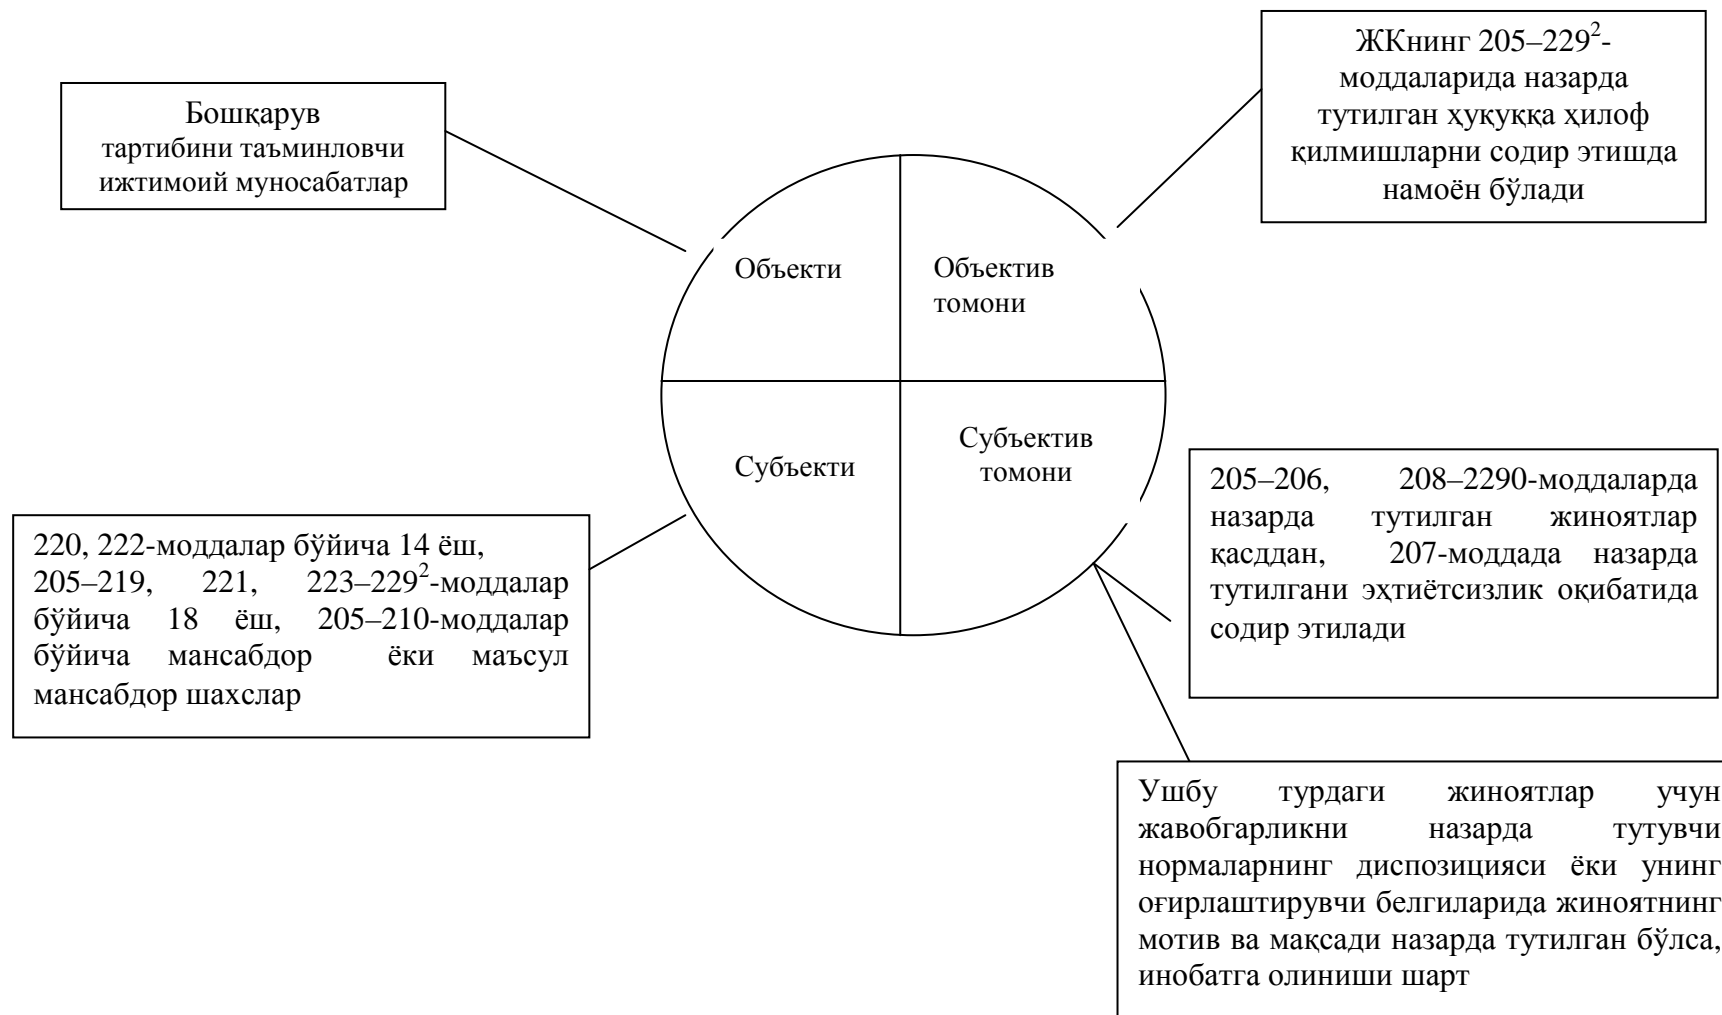 Бошқарув
тартибини таъминловчи
ижтимоий муносабатлар
ЖКнинг 205–229²-
моддаларида назарда
тутилган ҳуқуққа ҳилоф
қилмишларни содир этишда
намоён бўлади
Объекти
Объектив
томони
Субъекти
Субъектив
томони
220, 222-моддалар бўйича 14 ёш,
205–219, 221, 223–229²-моддалар
бўйича 18 ёш, 205–210-моддалар
бўйича мансабдор ёки маъсул
мансабдор шахслар
205–206, 208–2290-моддаларда
назарда тутилган жиноятлар
қасддан, 207-моддада назарда
тутилгани эҳтиётсизлик оқибатида
содир этилади
Ушбу турдаги жиноятлар учун
жавобгарликни назарда тутувчи
нормаларнинг диспозицияси ёки унинг
оғирлаштирувчи белгиларида жиноятнинг
мотив ва мақсади назарда тутилган бўлса,
инобатга олиниши шарт